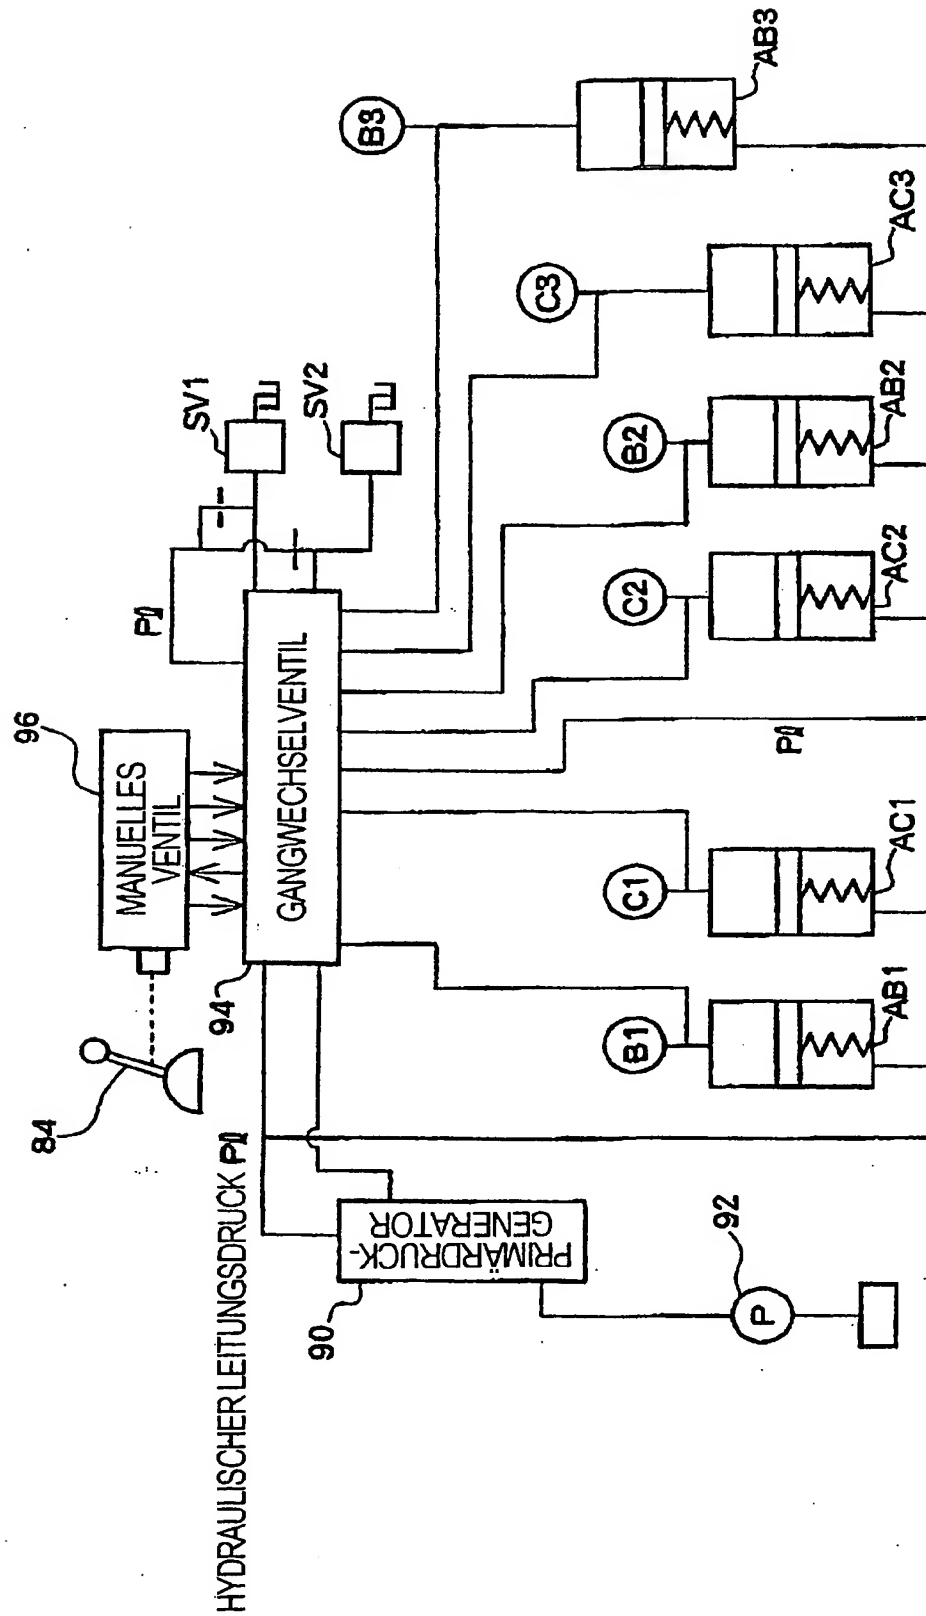 84
96
MANUELLES
VENTIL
Pl
SV1
SV2
94
GANGWECHSELVENTIL
HYDRAULISCHER LEITUNGSDRUCK Pl
90
PRIMÄRDRUCK-
GENERATOR
92
P
B1
C1
C2
B2
C3
B3
Pl
AB1
AC1
AC2
AB2
AC3
AB3